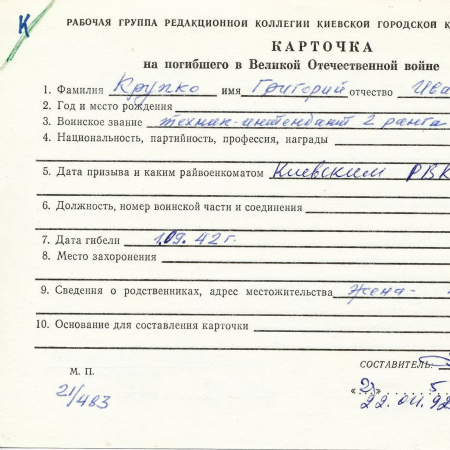 К
РАБОЧАЯ ГРУППА РЕДАКЦИОННОЙ КОЛЛЕГИИ КИЕВСКОЙ ГОРОДСКОЙ К
КАРТОЧКА
на погибшего в Великой Отечественной войне
1. Фамилия Крупко имя Григорий отчество Ива
2. Год и место рождения
3. Воинское звание техник-интендант 2 ранга
4. Национальность, партийность, профессия, награды
5. Дата призыва и каким райвоенкоматом Киевским РВК
6. Должность, номер воинской части и соединения
7. Дата гибели 1.09.42 г.
8. Место захоронения
9. Сведения о родственниках, адрес местожительства жена-
10. Основание для составления карточки
СОСТАВИТЕЛЬ:
М. П.
21/483